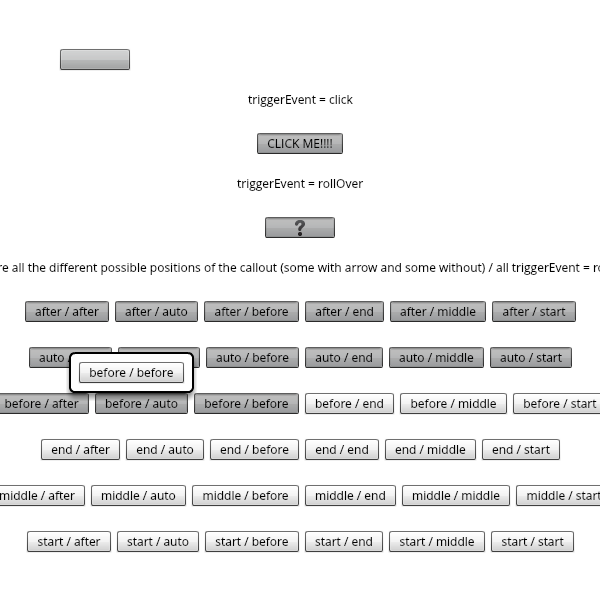 triggerEvent = click
CLICK ME!!!!
triggerEvent = rollOver
?
all the different possible positions of the callout (some with arrow and some without) / all triggerEvent =
after / after after / auto after / before after / end after / middle after / start
auto auto / before auto / end auto / middle auto / start
before / before
before / after before / auto before / before before / end before / middle before / start
end / after end / auto end / before end / end end / middle end / start
middle / after middle / auto middle / before middle / end middle / middle middle / start
start / after start / auto start / before start / end start / middle start / start